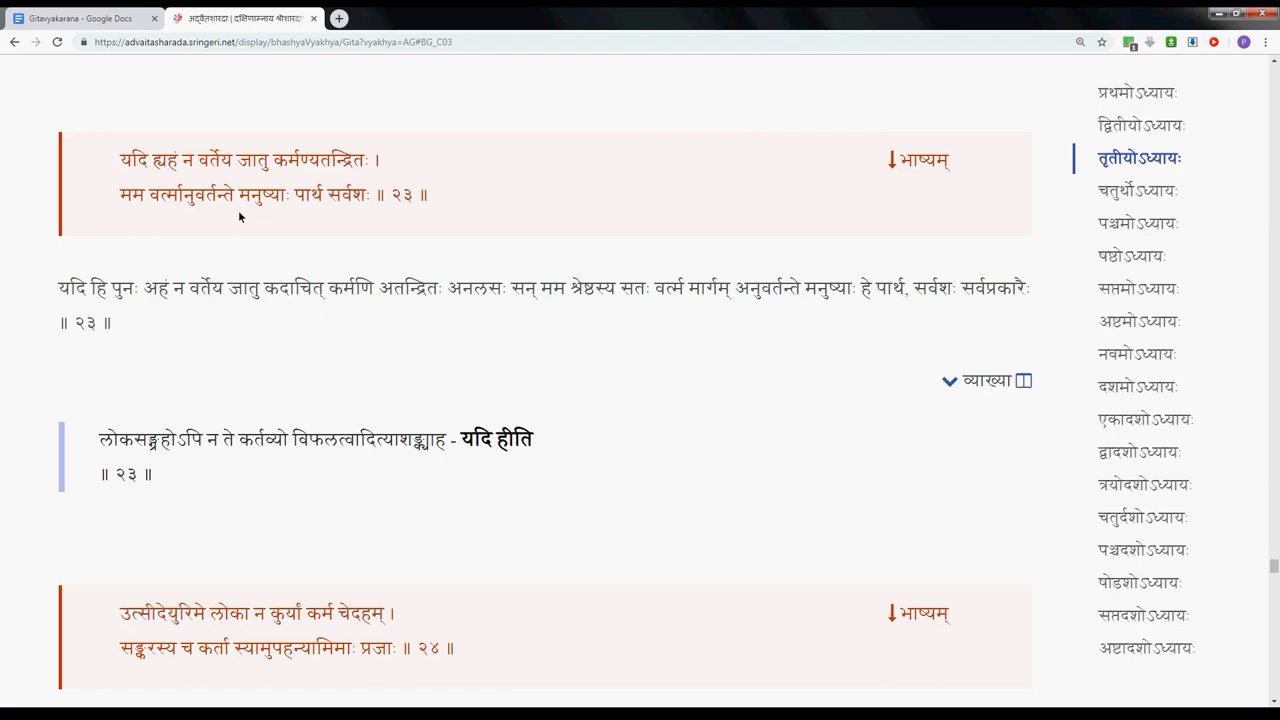 Gitavyakarana - Google Docs
अद्वैतशारदा | दक्षिणाम्नाय श्रीशारदा
https://advaitasharada.sringeri.net/display/bhashyaVyakhya/Gita?vyakhya=AG#BG_C03
यदि ह्यहं न वर्तेय जातु कर्मण्यतन्द्रितः ।
भाष्यम्
मम वर्त्मानुवर्तन्ते मनुष्याः पार्थ सर्वशः ॥ २३ ॥
यदि हि पुनः अहं न वर्तेय जातु कदाचित् कर्मणि अतन्द्रितः अनलसः सन् मम श्रेष्ठस्य सतः वर्त्म मार्गम् अनुवर्तन्ते मनुष्याः हे पार्थ, सर्वशः सर्वप्रकारैः
॥ २३ ॥
व्याख्या
लोकसङ्ग्रहोऽपि न ते कर्तव्यो विफलत्वादित्याशङ्क्याह - यदि हीति
॥ २३ ॥
उत्सीदेयुरिमे लोका न कुर्यां कर्म चेदहम् ।
भाष्यम्
सङ्करस्य च कर्ता स्यामुपहन्यामिमाः प्रजाः ॥ २४ ॥
प्रथमोऽध्यायः
द्वितीयोऽध्यायः
तृतीयोऽध्यायः
चतुर्थोऽध्यायः
पञ्चमोऽध्यायः
षष्ठोऽध्यायः
सप्तमोऽध्यायः
अष्टमोऽध्यायः
नवमोऽध्यायः
दशमोऽध्यायः
एकादशोऽध्यायः
द्वादशोऽध्यायः
त्रयोदशोऽध्यायः
चतुर्दशोऽध्यायः
पञ्चदशोऽध्यायः
षोडशोऽध्यायः
सप्तदशोऽध्यायः
अष्टादशोऽध्यायः